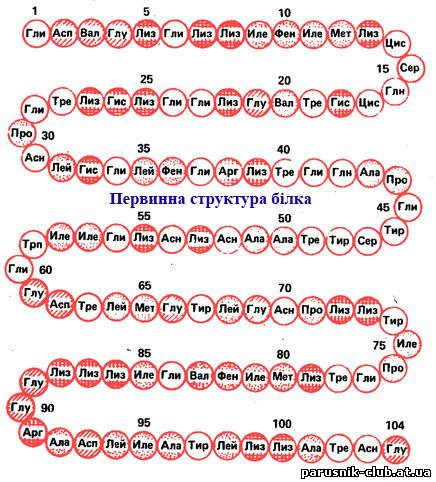 1 5 10
Гли Асп Вал Глу Лиз Гли Лиз Лиз Иле Фен Иле Мет Лиз Цис
15 Сер
25 20
Гли Тре Лиз Гис Лиз Гли Гли Лиз Глу Вал Тре Гис Цис Глн
Про 30
35 40
Асн Лей Гис Гли Лей Фен Гли Арг Лиз Тре Гли Глн Ала Про
Первинна структура білка
45 Гли
55 50
Трп Иле Иле Гли Лиз Асн Лиз Асн Ала Ала Тре Тир Сер Тир
Гли 60
65 70
Глу Асп Тре Лей Мет Глу Тир Лей Глу Асн Про Лиз Лиз Тир
75 Иле
85 80
Глу Лиз Лиз Лиз Иле Гли Вал Фен Иле Мет Лиз Тре Гли Про
Глу 90
95 100 104
Арг Ала Асп Лей Иле Ала Тир Лей Лиз Лиз Ала Тре Асн Глу
parusnik-club.at.ua